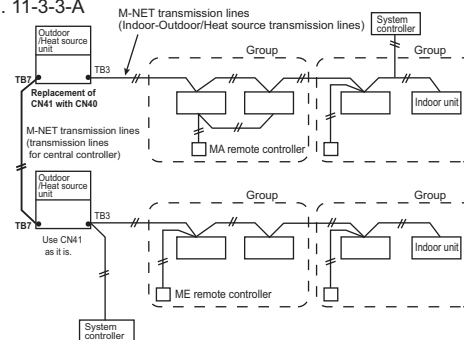 . 11-3-3-A
M-NET transmission lines
(Indoor-Outdoor/Heat source transmission lines)
System
controller
Outdoor
/Heat source
unit
Group
Group
TB7
TB3
Replacement of
CN41 with CN40
Indoor unit
M-NET transmission lines
(transmission lines
for central controller)
MA remote controller
Outdoor
/Heat source
unit
Group
Group
TB7
TB3
Use CN41
as it is.
Indoor unit
ME remote controller
System
controller